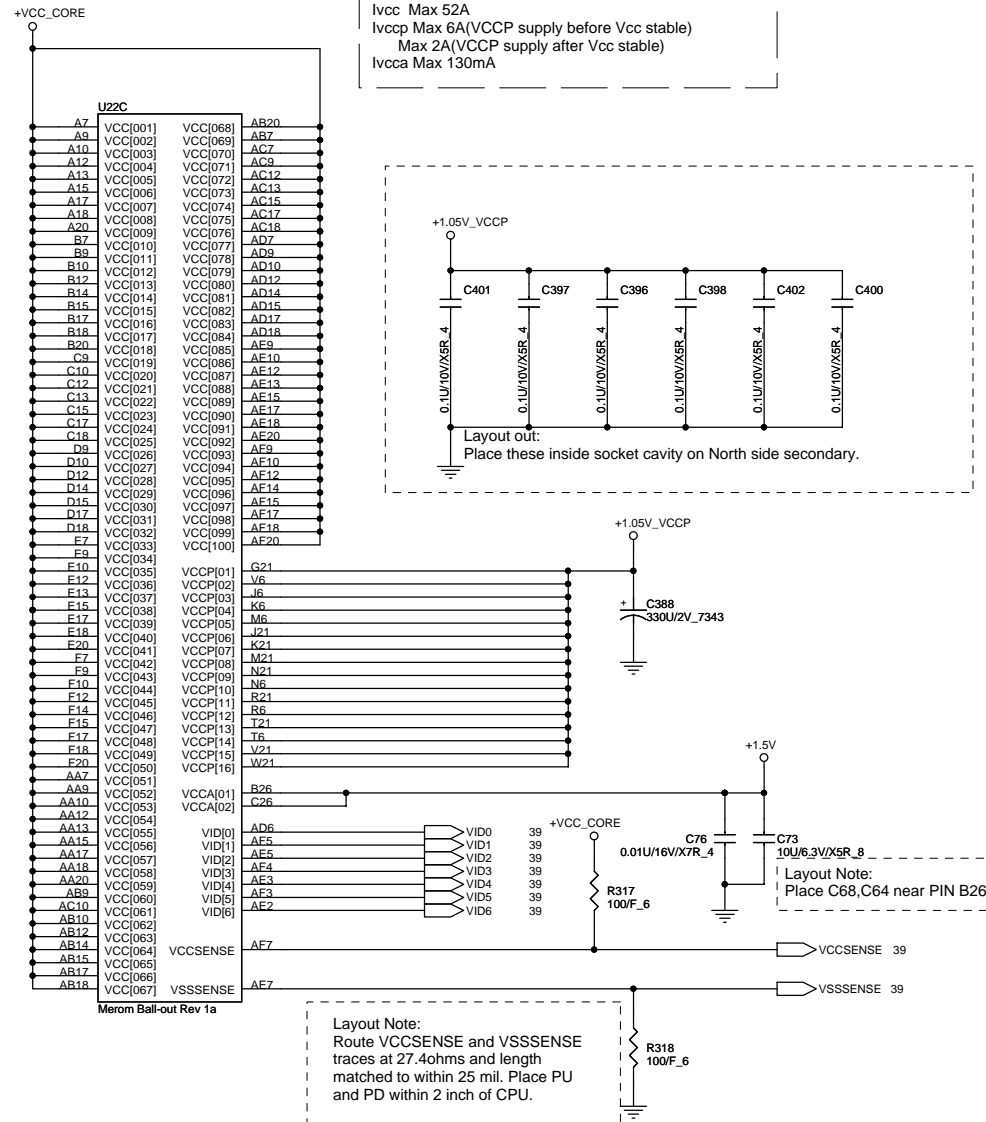 +VCC_CORE
Ivcc Max 52A
Ivccp Max 6A(VCCP supply before Vcc stable)
Max 2A(VCCP supply after Vcc stable)
Ivcca Max 130mA
U22C
A7 VCC[001] VCC[068] AB20
A9 VCC[002] VCC[069] AB7
A10 VCC[003] VCC[070] AC7
A12 VCC[004] VCC[071] AC9
A13 VCC[005] VCC[072] AC12
A15 VCC[006] VCC[073] AC13
A17 VCC[007] VCC[074] AC15
A18 VCC[008] VCC[075] AC17
A20 VCC[009] VCC[076] AC18
B7 VCC[010] VCC[077] AD7
B9 VCC[011] VCC[078] AD9
B10 VCC[012] VCC[079] AD10
B12 VCC[013] VCC[080] AD12
B14 VCC[014] VCC[081] AD14
B15 VCC[015] VCC[082] AD15
B17 VCC[016] VCC[083] AD17
B18 VCC[017] VCC[084] AD18
B20 VCC[018] VCC[085] AE9
C9 VCC[019] VCC[086] AE10
C10 VCC[020] VCC[087] AE12
C12 VCC[021] VCC[088] AE13
C13 VCC[022] VCC[089] AE15
C15 VCC[023] VCC[090] AE17
C17 VCC[024] VCC[091] AE18
C18 VCC[025] VCC[092] AE20
D9 VCC[026] VCC[093] AF9
D10 VCC[027] VCC[094] AF10
D12 VCC[028] VCC[095] AF12
D14 VCC[029] VCC[096] AF14
D15 VCC[030] VCC[097] AF15
D17 VCC[031] VCC[098] AF17
D18 VCC[032] VCC[099] AF18
E7 VCC[033] VCC[100] AF20
E9 VCC[034]
E10 VCC[035] VCCP[01] G21
E12 VCC[036] VCCP[02] V6
E13 VCC[037] VCCP[03] J6
E15 VCC[038] VCCP[04] K6
E17 VCC[039] VCCP[05] M6
E18 VCC[040] VCCP[06] J21
E20 VCC[041] VCCP[07] K21
F7 VCC[042] VCCP[08] M21
F9 VCC[043] VCCP[09] N21
F10 VCC[044] VCCP[10] N6
F12 VCC[045] VCCP[11] R21
F14 VCC[046] VCCP[12] R6
F15 VCC[047] VCCP[13] T21
F17 VCC[048] VCCP[14] T6
F18 VCC[049] VCCP[15] V21
F20 VCC[050] VCCP[16] W21
AA7 VCC[051]
AA9 VCC[052] VCCA[01] B26
AA10 VCC[053] VCCA[02] C26
AA12 VCC[054]
AA13 VCC[055] VID[0] AD6 VID0 39
AA15 VCC[056] VID[1] AF5 VID1 39
AA17 VCC[057] VID[2] AE5 VID2 39
AA18 VCC[058] VID[3] AF4 VID3 39
AA20 VCC[059] VID[4] AE3 VID4 39
AB9 VCC[060] VID[5] AF3 VID5 39
AC10 VCC[061] VID[6] AE2 VID6 39
AB10 VCC[062]
AB12 VCC[063]
AB14 VCC[064] VCCSENSE AF7 VCCSENSE 39
AB15 VCC[065]
AB17 VCC[066]
AB18 VCC[067] VSSSENSE AE7 VSSSENSE 39
Merom Ball-out Rev 1a
+1.05V_VCCP
C401 C397 C396 C398 C402 C400
0.1U/10V/X5R_4 0.1U/10V/X5R_4 0.1U/10V/X5R_4 0.1U/10V/X5R_4 0.1U/10V/X5R_4 0.1U/10V/X5R_4
Layout out:
Place these inside socket cavity on North side secondary.
+1.05V_VCCP
+ C388
330U/2V_7343
+1.5V
C76
0.01U/16V/X7R_4
C73
10U/6.3V/X5R_8
Layout Note:
Place C68,C64 near PIN B26
+VCC_CORE
R317
100/F_6
R318
100/F_6
Layout Note:
Route VCCSENSE and VSSSENSE
traces at 27.4ohms and length
matched to within 25 mil. Place PU
and PD within 2 inch of CPU.